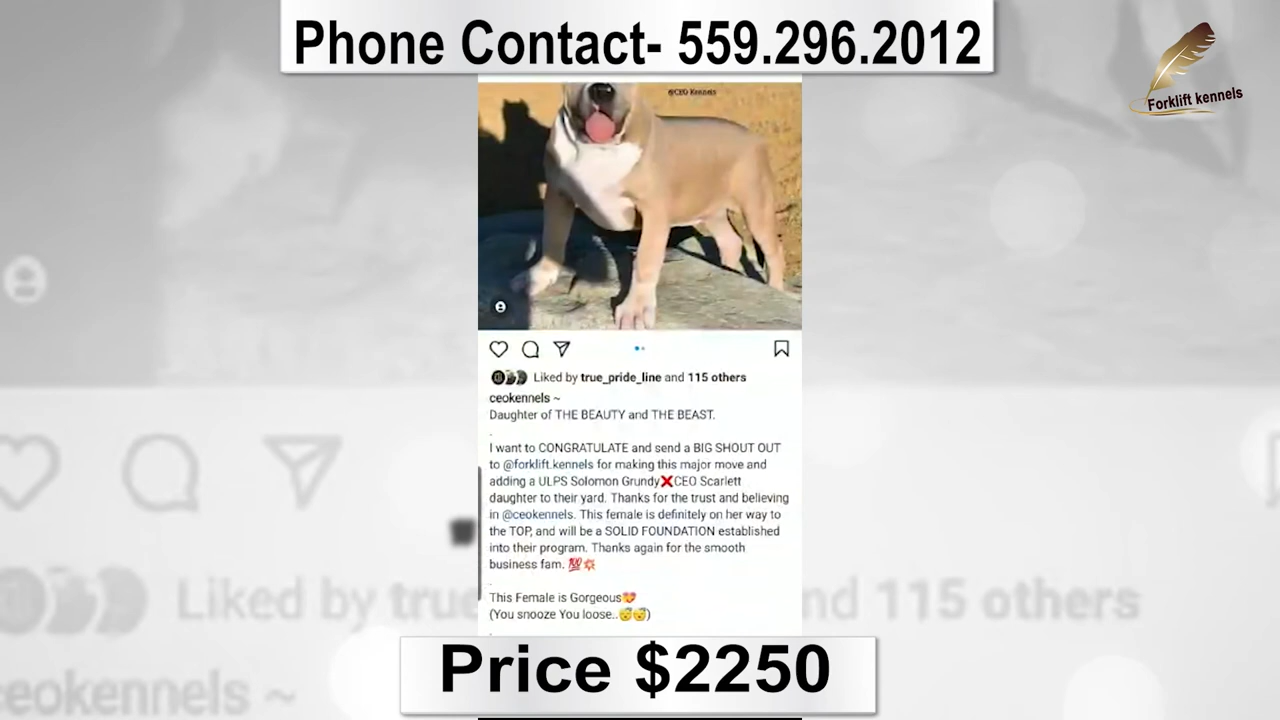 Phone Contact- 559.296.2012
Forklift kennels
@CEO Kennels
Liked by true_pride_line and 115 others
ceokennels ~
Daughter of THE BEAUTY and THE BEAST.
.
I want to CONGRATULATE and send a BIG SHOUT OUT
to @forklift.kennels for making this major move and
adding a ULPS Solomon Grundy❌CEO Scarlett
daughter to their yard. Thanks for the trust and believing
in @ceokennels. This female is definitely on her way to
the TOP, and will be a SOLID FOUNDATION established
into their program. Thanks again for the smooth
business fam. 💯💥
.
This Female is Gorgeous💝
(You snooze You loose..😴😴)
.
Price $2250
Liked by true
nd 115 others
eokennels ~